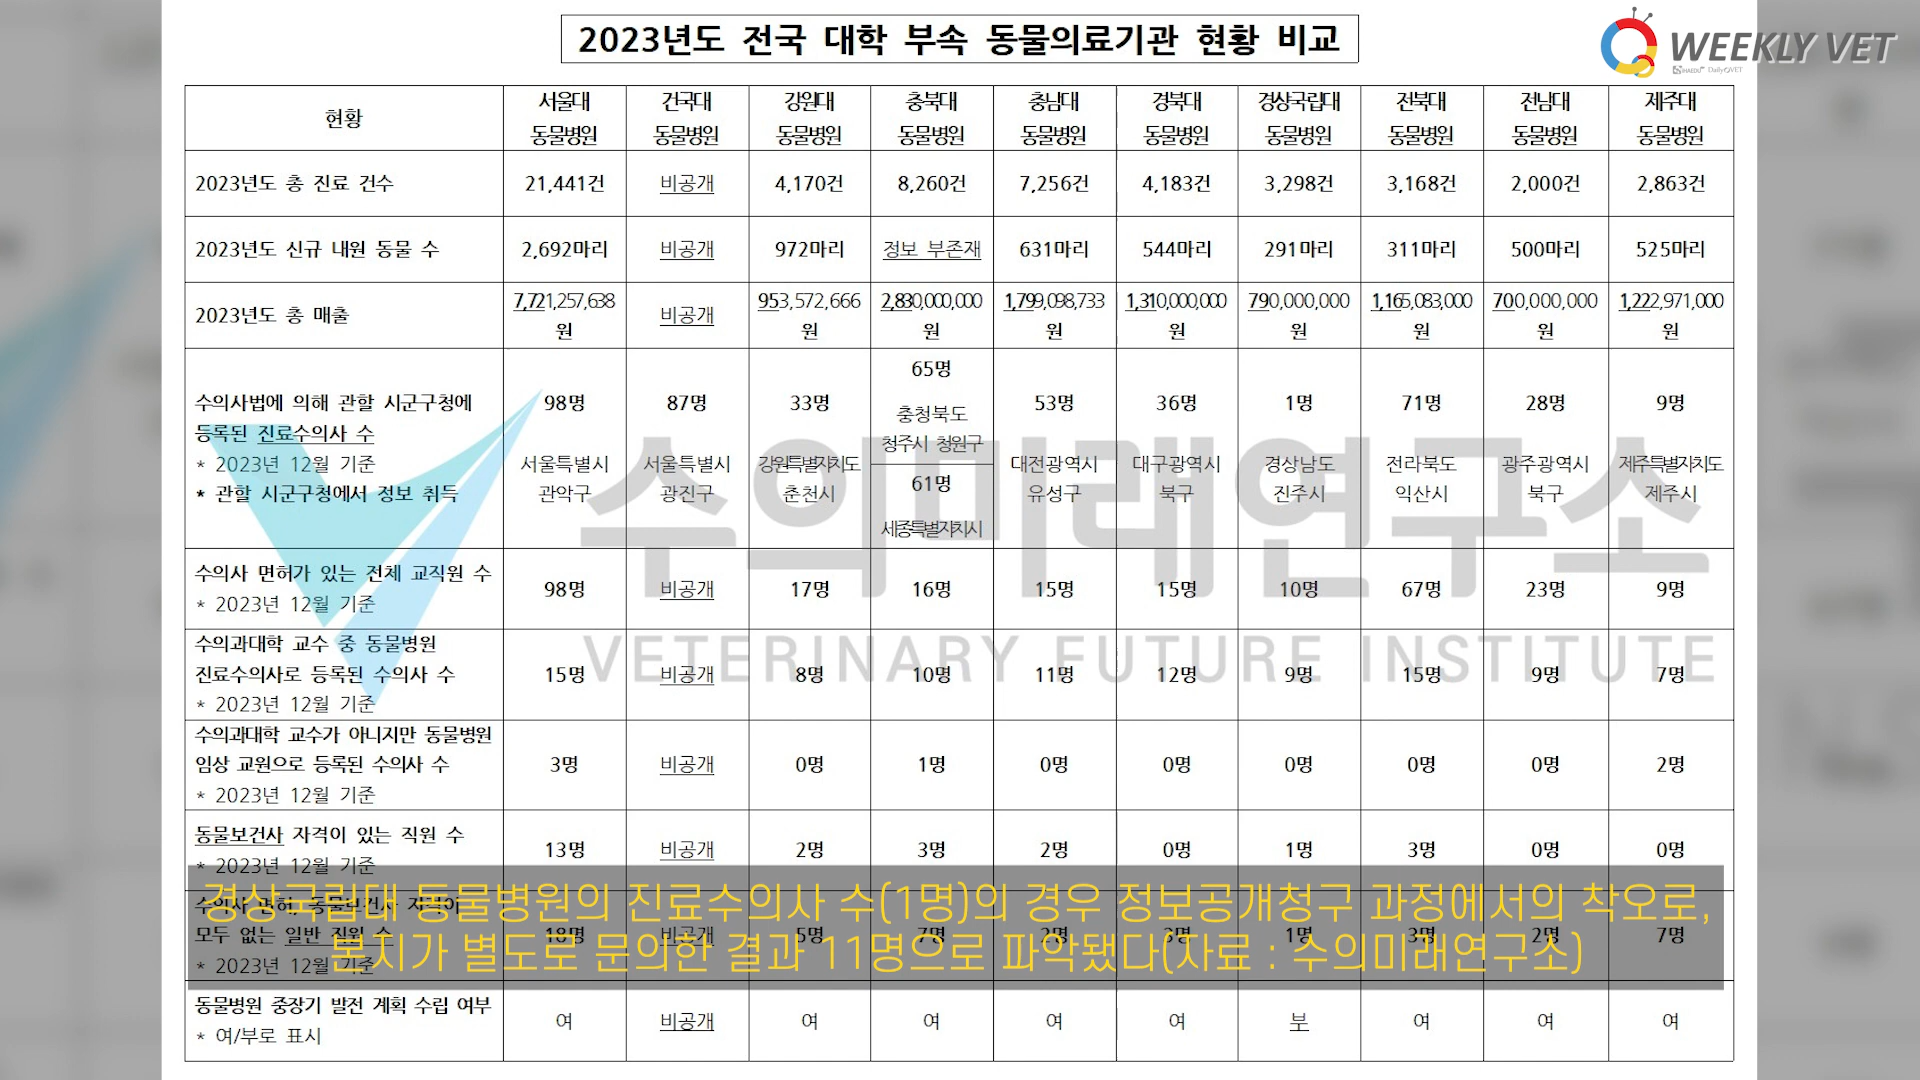 2023년도 전국 대학 부속 동물의료기관 현황 비교
WEEKLY VET
현황 서울대 동물병원 건국대 동물병원 강원대 동물병원 충북대 동물병원 충남대 동물병원 경북대 동물병원 경상국립대 동물병원 전북대 동물병원 전남대 동물병원 제주대 동물병원
2023년도 총 진료 건수 21,441건 비공개 4,170건 8,260건 7,256건 4,183건 3,298건 3,168건 2,000건 2,863건
2023년도 신규 내원 동물 수 2,692마리 비공개 972마리 정보 부존재 631마리 544마리 291마리 311마리 500마리 525마리
2023년도 총 매출 7,721,257,638원 비공개 953,572,666원 2,830,000,000원 1,799,098,733원 1,310,000,000원 790,000,000원 1,165,083,000원 700,000,000원 1,222,971,000원
수의사법에 의해 관할 시군구청에
등록된 진료수의사 수
* 2023년 12월 기준
* 관할 시군구청에서 정보 취득
98명 서울특별시 관악구
87명 서울특별시 광진구
33명 강원특별자치도 춘천시
65명 충청북도 청주시 청원구
61명 세종특별자치시
53명 대전광역시 유성구
36명 대구광역시 북구
1명 경상남도 진주시
71명 전라북도 익산시
28명 광주광역시 북구
9명 제주특별자치도 제주시
수의사 면허가 있는 전체 교직원 수
* 2023년 12월 기준
98명 비공개 17명 16명 15명 15명 10명 67명 23명 9명
수의과대학 교수 중 동물병원
진료수의사로 등록된 수의사 수
* 2023년 12월 기준
15명 비공개 8명 10명 11명 12명 9명 15명 9명 7명
수의과대학 교수가 아니지만 동물병원
임상 교원으로 등록된 수의사 수
* 2023년 12월 기준
3명 비공개 0명 1명 0명 0명 0명 0명 0명 2명
동물보건사 자격이 있는 직원 수
* 2023년 12월 기준
13명 비공개 2명 3명 2명 0명 1명 3명 0명 0명
수의사 면허, 동물보건사 자격이
모두 없는 일반 직원 수
* 2023년 12월 기준
18명 비공개 5명 7명 2명 3명 1명 3명 2명 7명
경상국립대 동물병원의 진료수의사 수(1명)의 경우 정보공개청구 과정에서의 착오로,
본지가 별도로 문의한 결과 11명으로 파악됐다(자료 : 수의미래연구소)
동물병원 중장기 발전 계획 수립 여부
* 여/부로 표시
여 비공개 여 여 여 여 부 여 여 여
수의미래연구소
VETERINARY FUTURE INSTITUTE